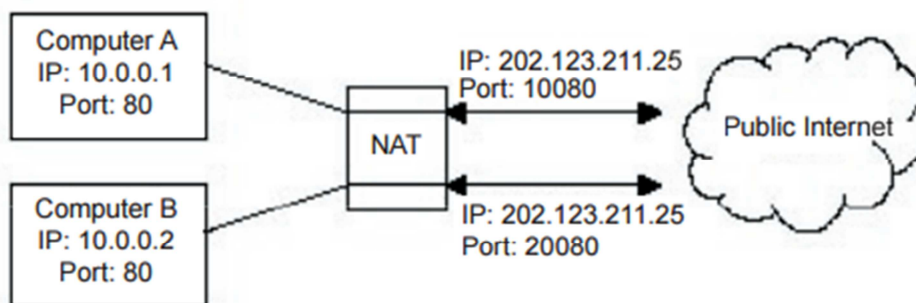 Computer A
IP: 10.0.0.1
Port: 80
IP: 202.123.211.25
Port: 10080
NAT
Public Internet
Computer B
IP: 10.0.0.2
Port: 80
IP: 202.123.211.25
Port: 20080